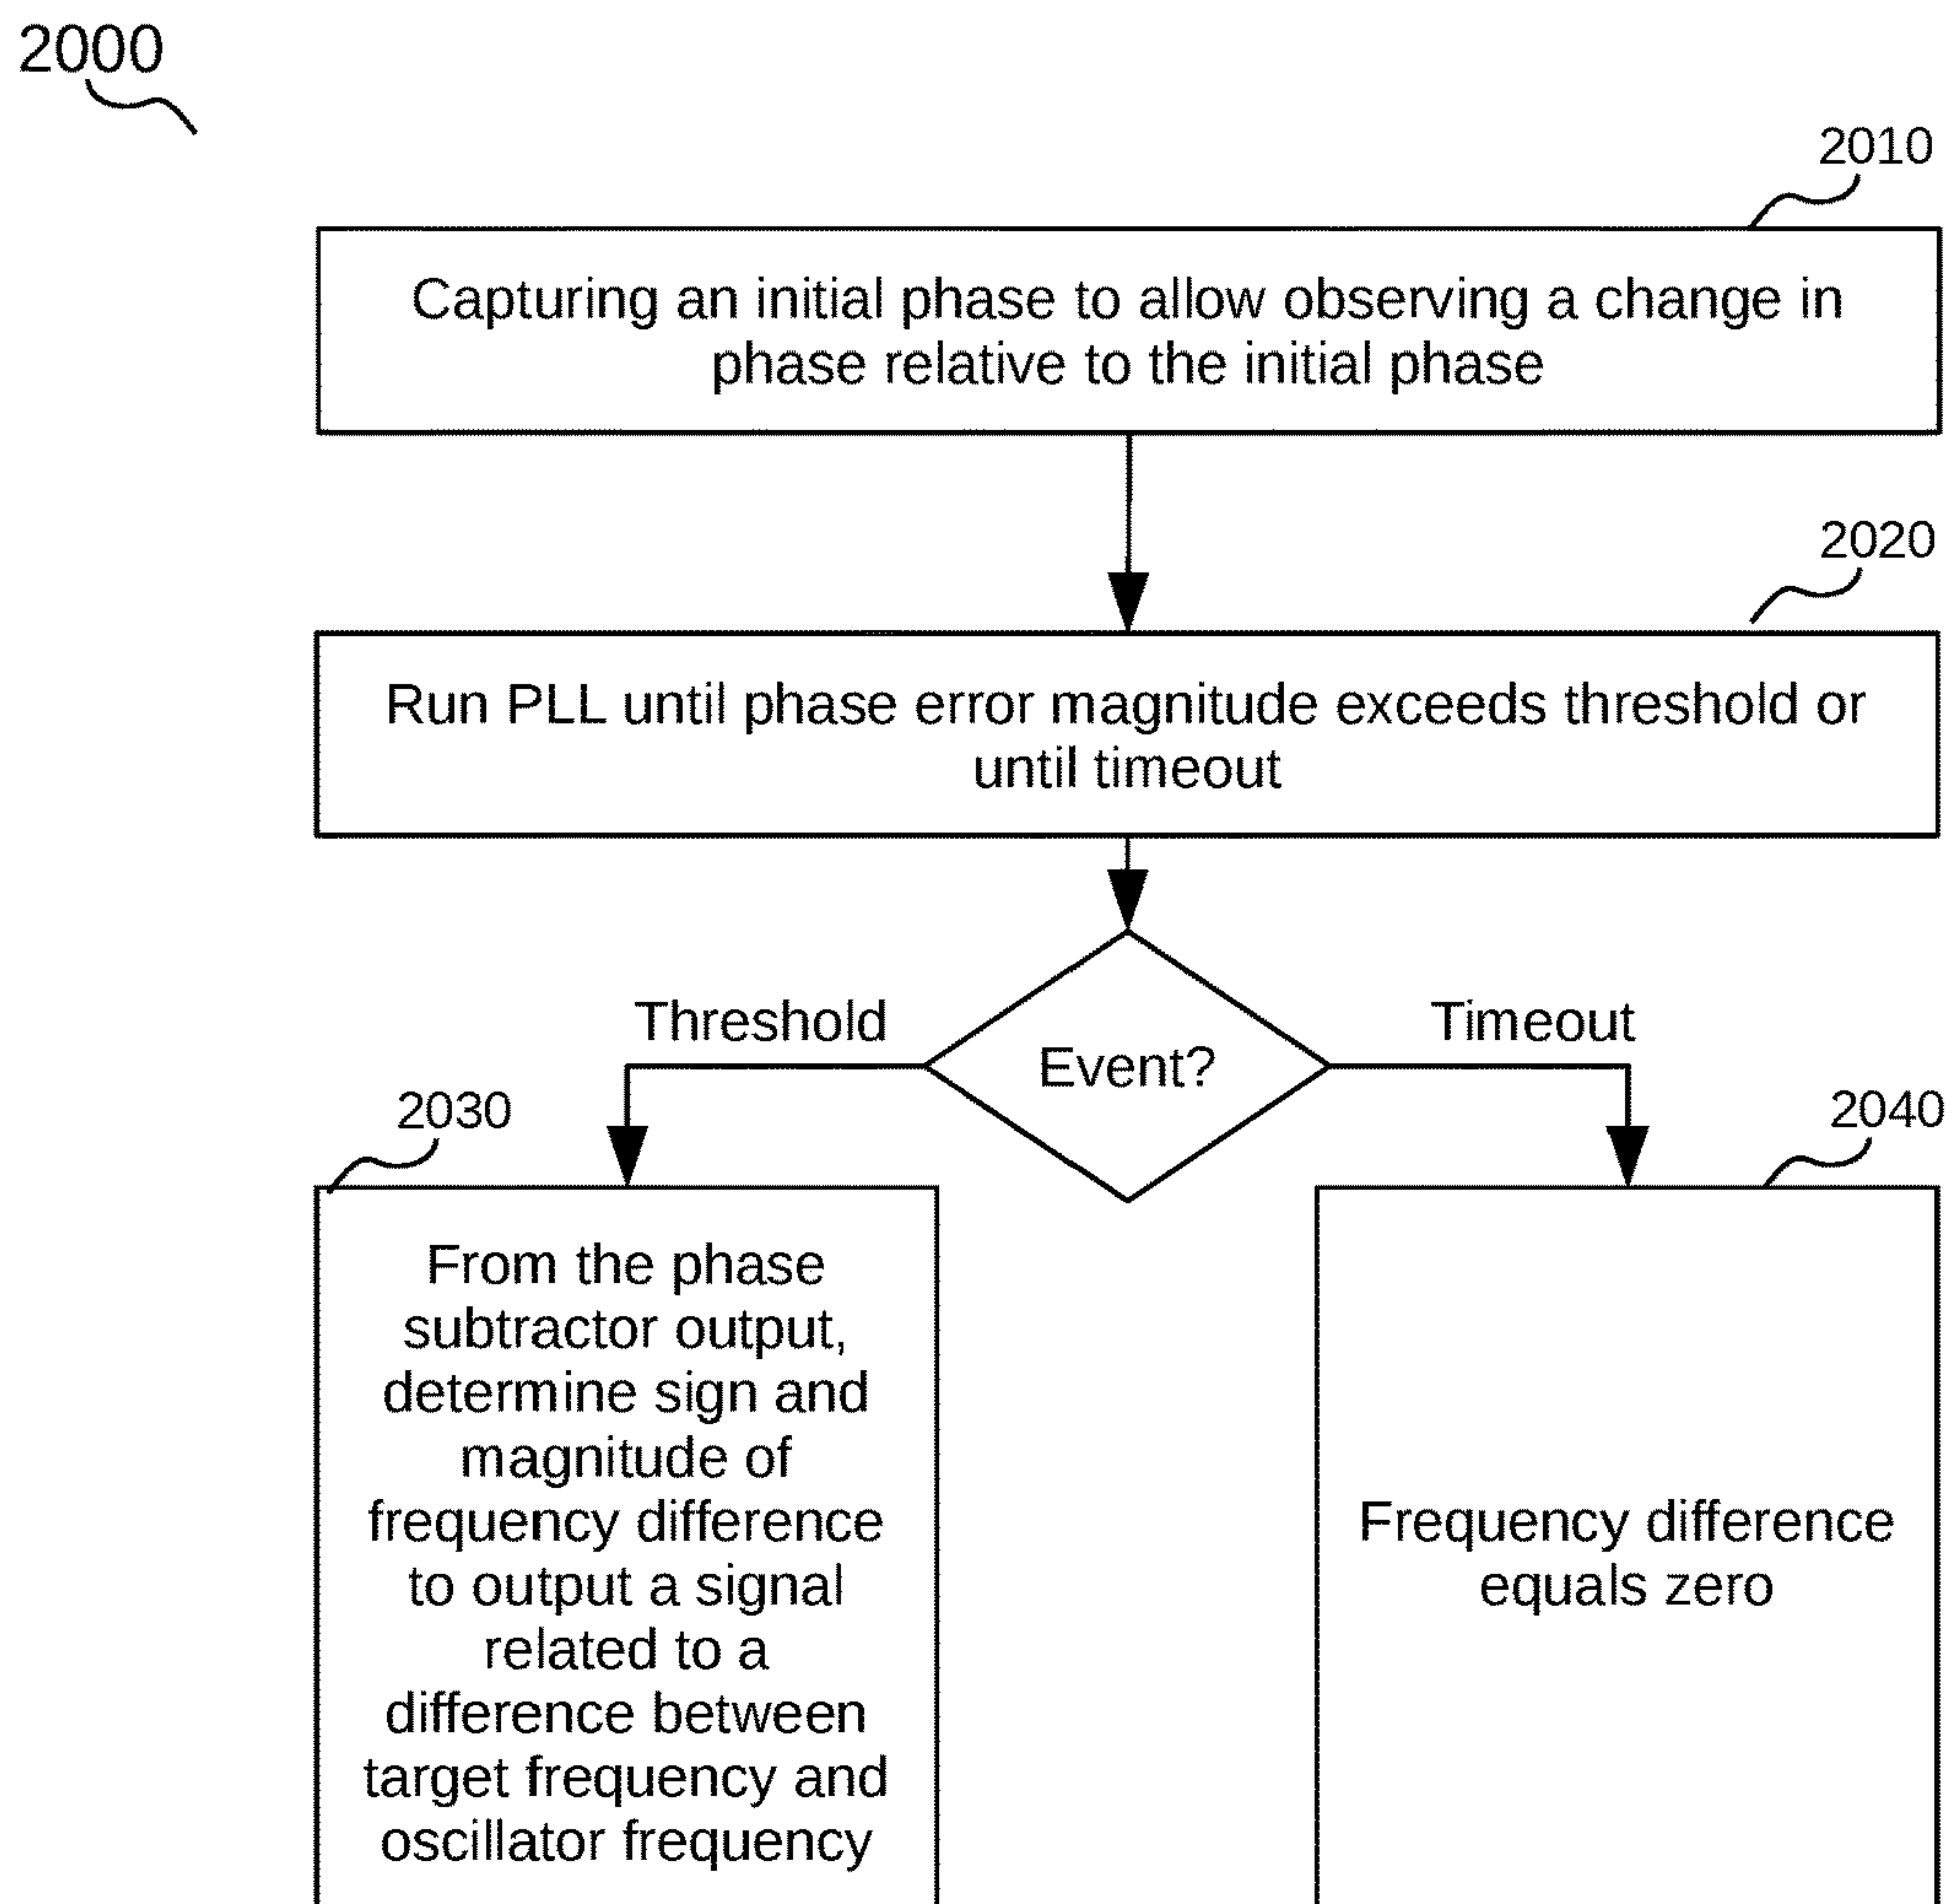 2000
2010
Capturing an initial phase to allow observing a change in
phase relative to the initial phase
2020
Run PLL until phase error magnitude exceeds threshold or
until timeout
Threshold
Event?
Timeout
2030
2040
From the phase
subtractor output,
determine sign and
magnitude of
frequency difference
to output a signal
related to a
difference between
target frequency and
oscillator frequency
Frequency difference
equals zero